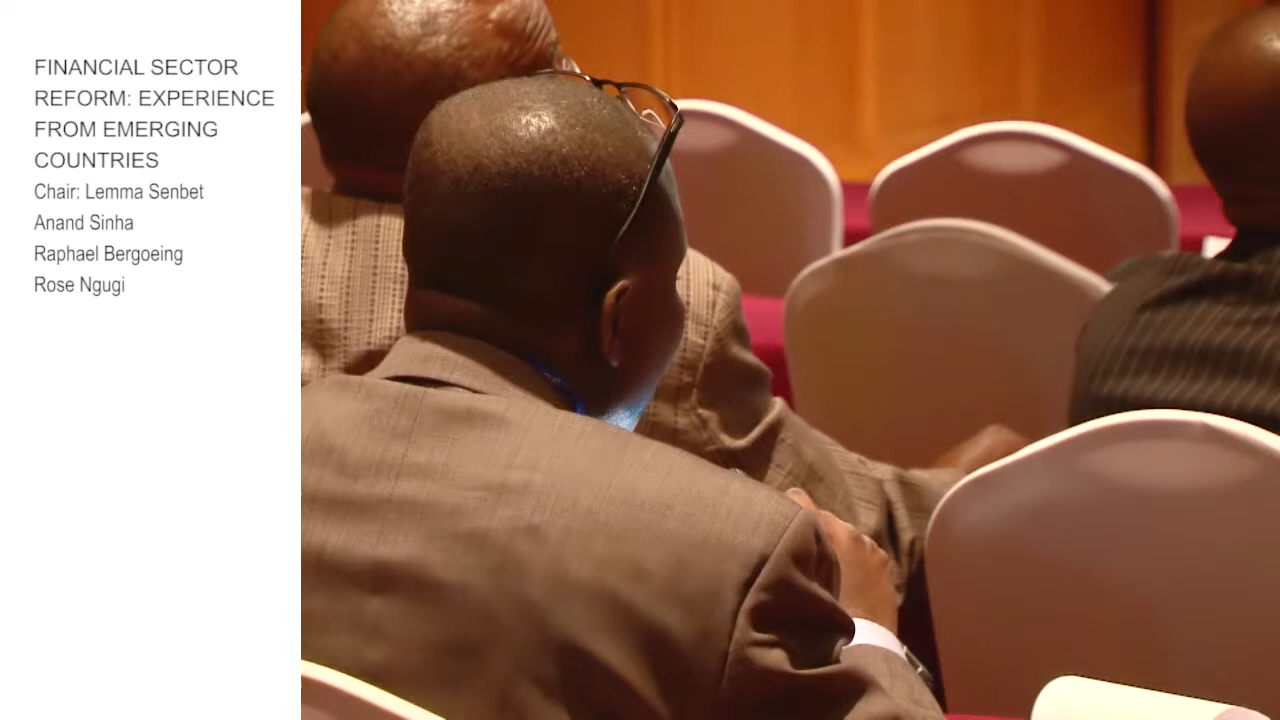 FINANCIAL SECTOR
REFORM: EXPERIENCE
FROM EMERGING
COUNTRIES
Chair: Lemma Senbet
Anand Sinha
Raphael Bergoeing
Rose Ngugi